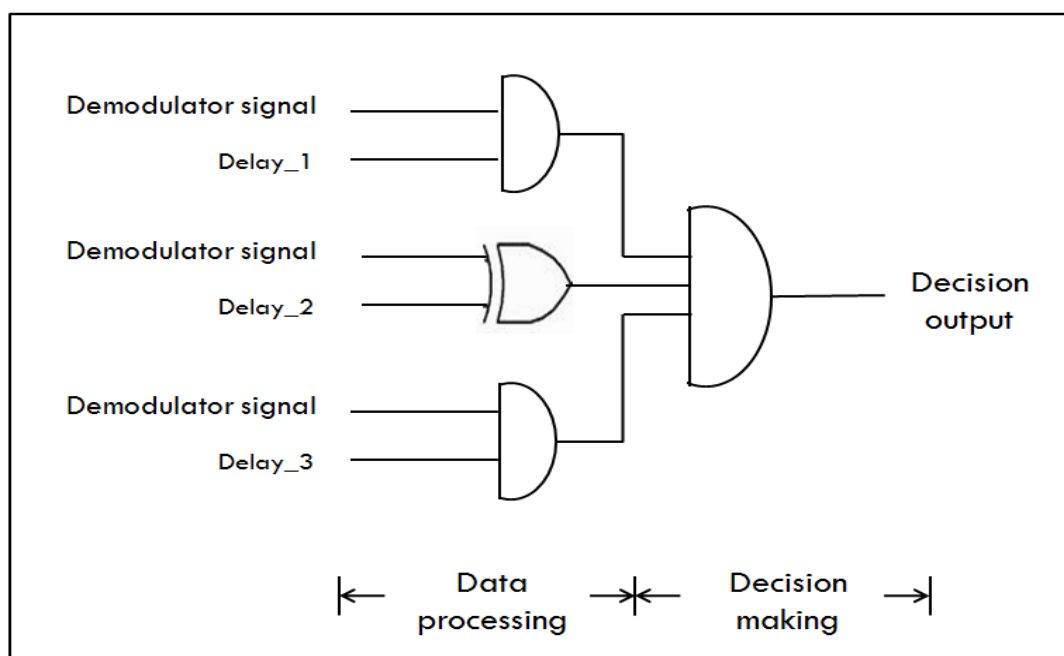 Demodulator signal
Delay_1
Demodulator signal
Delay_2
Decision
output
Demodulator signal
Delay_3
Data
processing
Decision
making